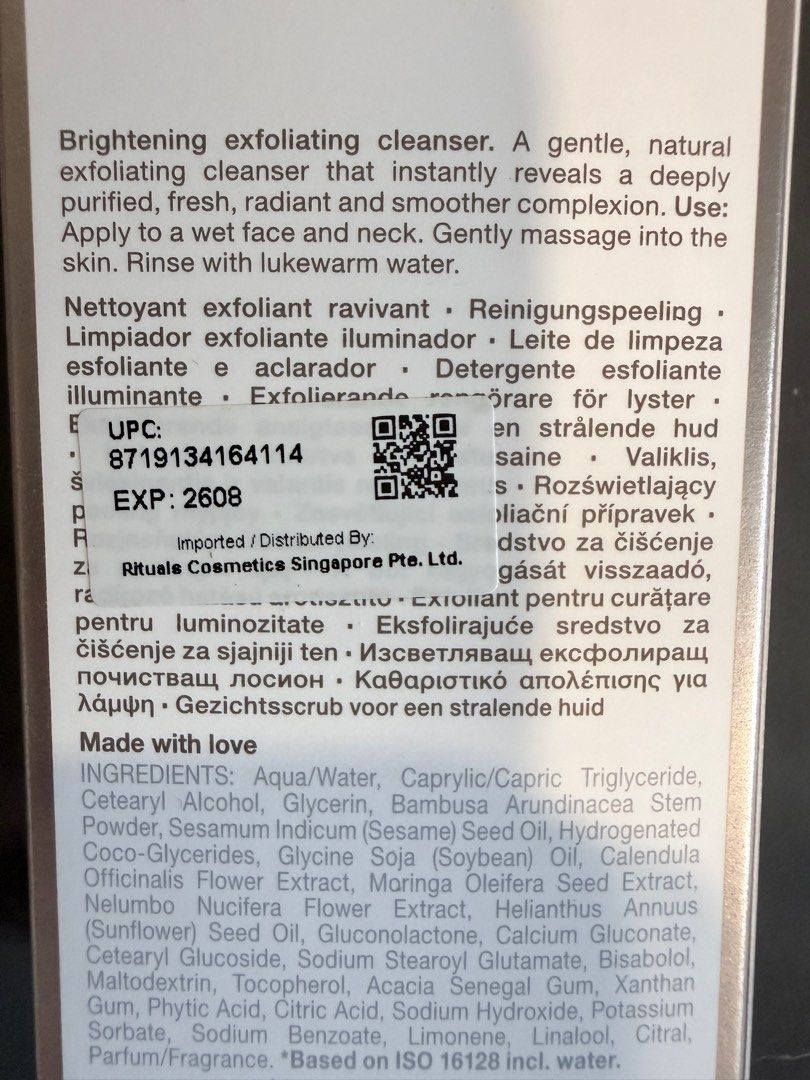 Brightening exfoliating cleanser. A gentle, natural
exfoliating cleanser that instantly reveals a deeply
purified, fresh, radiant and smoother complexion. Use:
Apply to a wet face and neck. Gently massage into the
skin. Rinse with lukewarm water.
Nettoyant exfoliant ravivant · Reinigungspeeling ·
Limpiador exfoliante iluminador · Leite de limpeza
esfoliante e aclarador · Detergente esfoliante
illuminante · Exfolierande rengörare för lyster ·
en strålende hud
· Valiklis,
· Rozświetlający
přípravek ·
Sredstvo za čišćenje
visszaadó,
· Exfoliant pentru curățare
pentru luminozitate · Eksfolirajuće sredstvo za
čišćenje za sjajniji ten · Изсветляващ ексфолиращ
почистващ лосион · Καθαριστικό απολέπισης για
λάμψη · Gezichtsscrub voor een stralende huid
UPC:
8719134164114
EXP: 2608
Imported / Distributed By:
Rituals Cosmetics Singapore Pte. Ltd.
Made with love
INGREDIENTS: Aqua/Water, Caprylic/Capric Triglyceride,
Cetearyl Alcohol, Glycerin, Bambusa Arundinacea Stem
Powder, Sesamum Indicum (Sesame) Seed Oil, Hydrogenated
Coco-Glycerides, Glycine Soja (Soybean) Oil, Calendula
Officinalis Flower Extract, Moringa Oleifera Seed Extract,
Nelumbo Nucifera Flower Extract, Helianthus Annuus
(Sunflower) Seed Oil, Gluconolactone, Calcium Gluconate,
Cetearyl Glucoside, Sodium Stearoyl Glutamate, Bisabolol,
Maltodextrin, Tocopherol, Acacia Senegal Gum, Xanthan
Gum, Phytic Acid, Citric Acid, Sodium Hydroxide, Potassium
Sorbate, Sodium Benzoate, Limonene, Linalool, Citral,
Parfum/Fragrance. *Based on ISO 16128 incl. water.